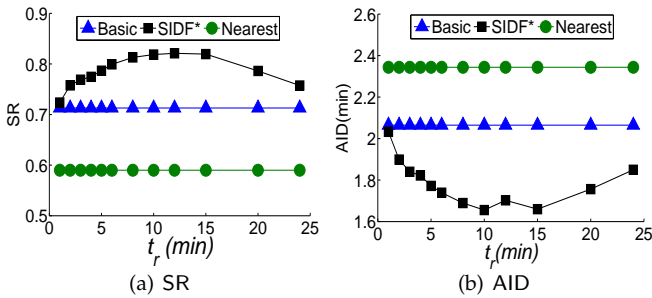 Basic SIDF* Nearest
0.9
0.8
0.7
0.6
0.5
SR
0 5 10 15 20 25
t_r (min)
(a) SR
Basic SIDF* Nearest
2.6
2.4
2.2
2
1.8
1.6
AID(min)
0 5 10 15 20 25
t_r(min)
(b) AID